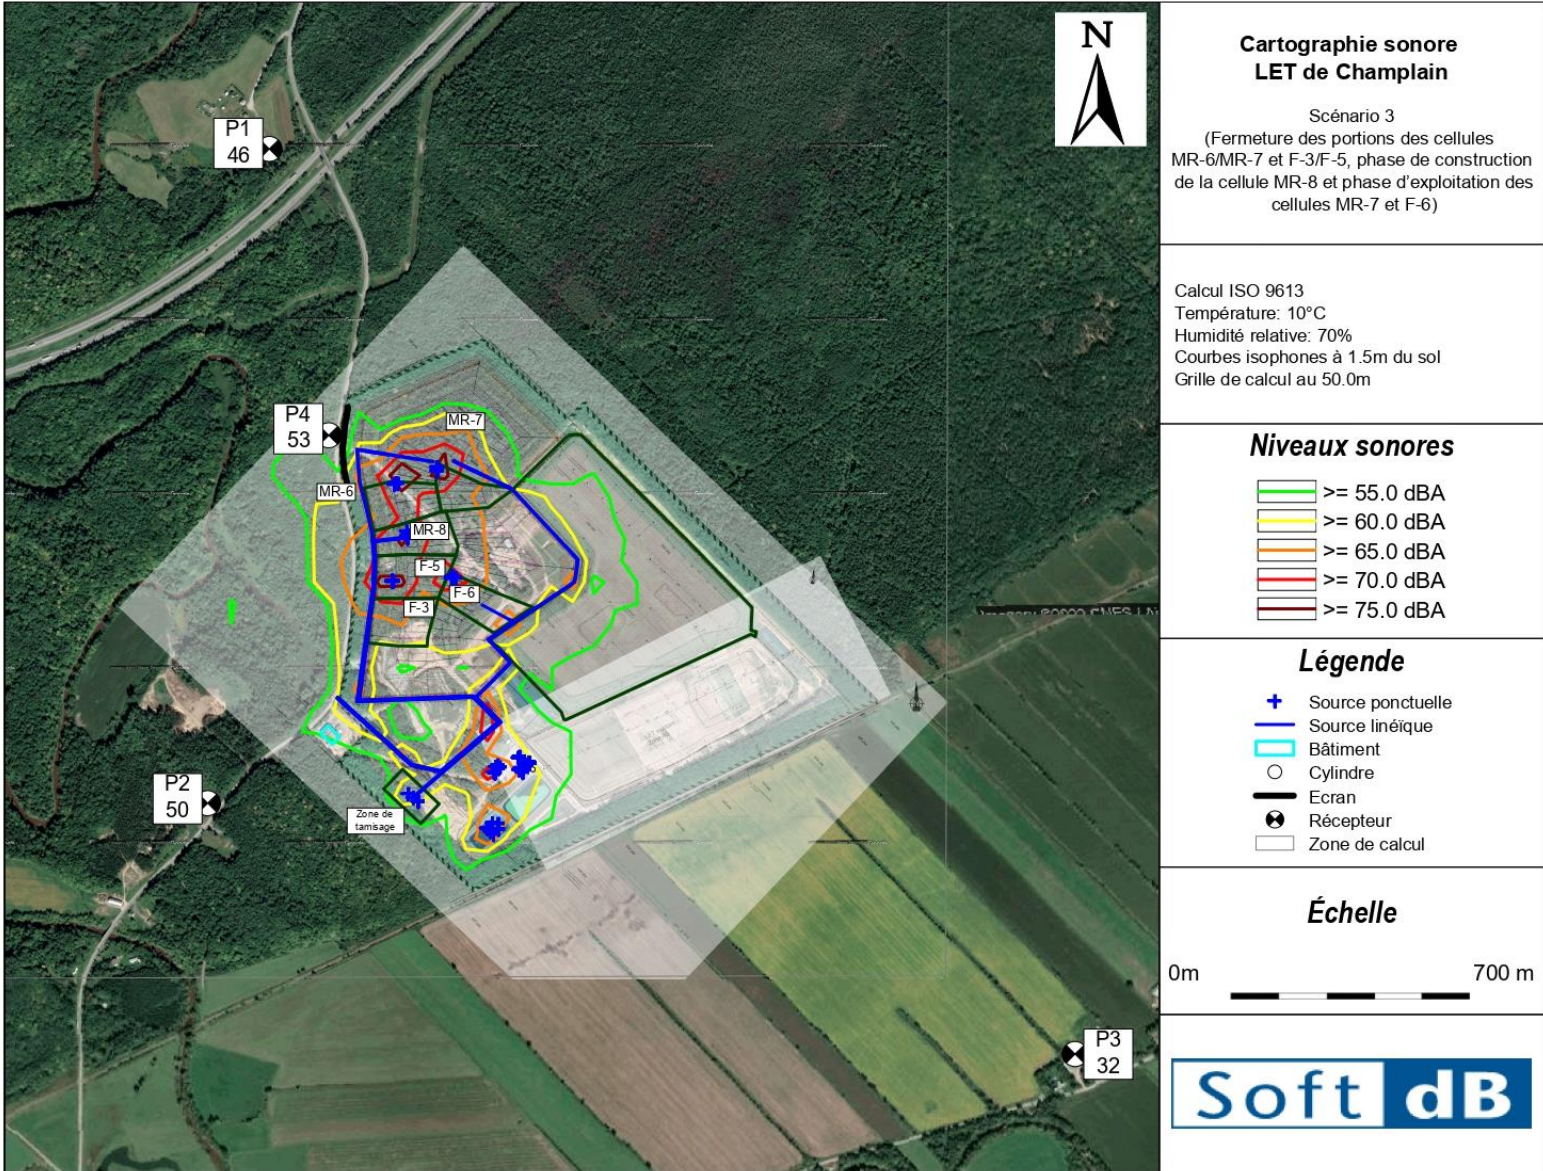 N
P1
46
P4
53
MR-7
MR-6
MR-8
F-5
F-6
F-3
P2
50
Zone de
tamisage
P3
32
Cartographie sonore
LET de Champlain
Scénario 3
(Fermeture des portions des cellules
MR-6/MR-7 et F-3/F-5, phase de construction
de la cellule MR-8 et phase d'exploitation des
cellules MR-7 et F-6)
Calcul ISO 9613
Température: 10°C
Humidité relative: 70%
Courbes isophones à 1.5m du sol
Grille de calcul au 50.0m
Niveaux sonores
>= 55.0 dBA
>= 60.0 dBA
>= 65.0 dBA
>= 70.0 dBA
>= 75.0 dBA
Légende
Source ponctuelle
Source linéïque
Bâtiment
Cylindre
Ecran
Récepteur
Zone de calcul
Échelle
0m 700 m
Soft dB